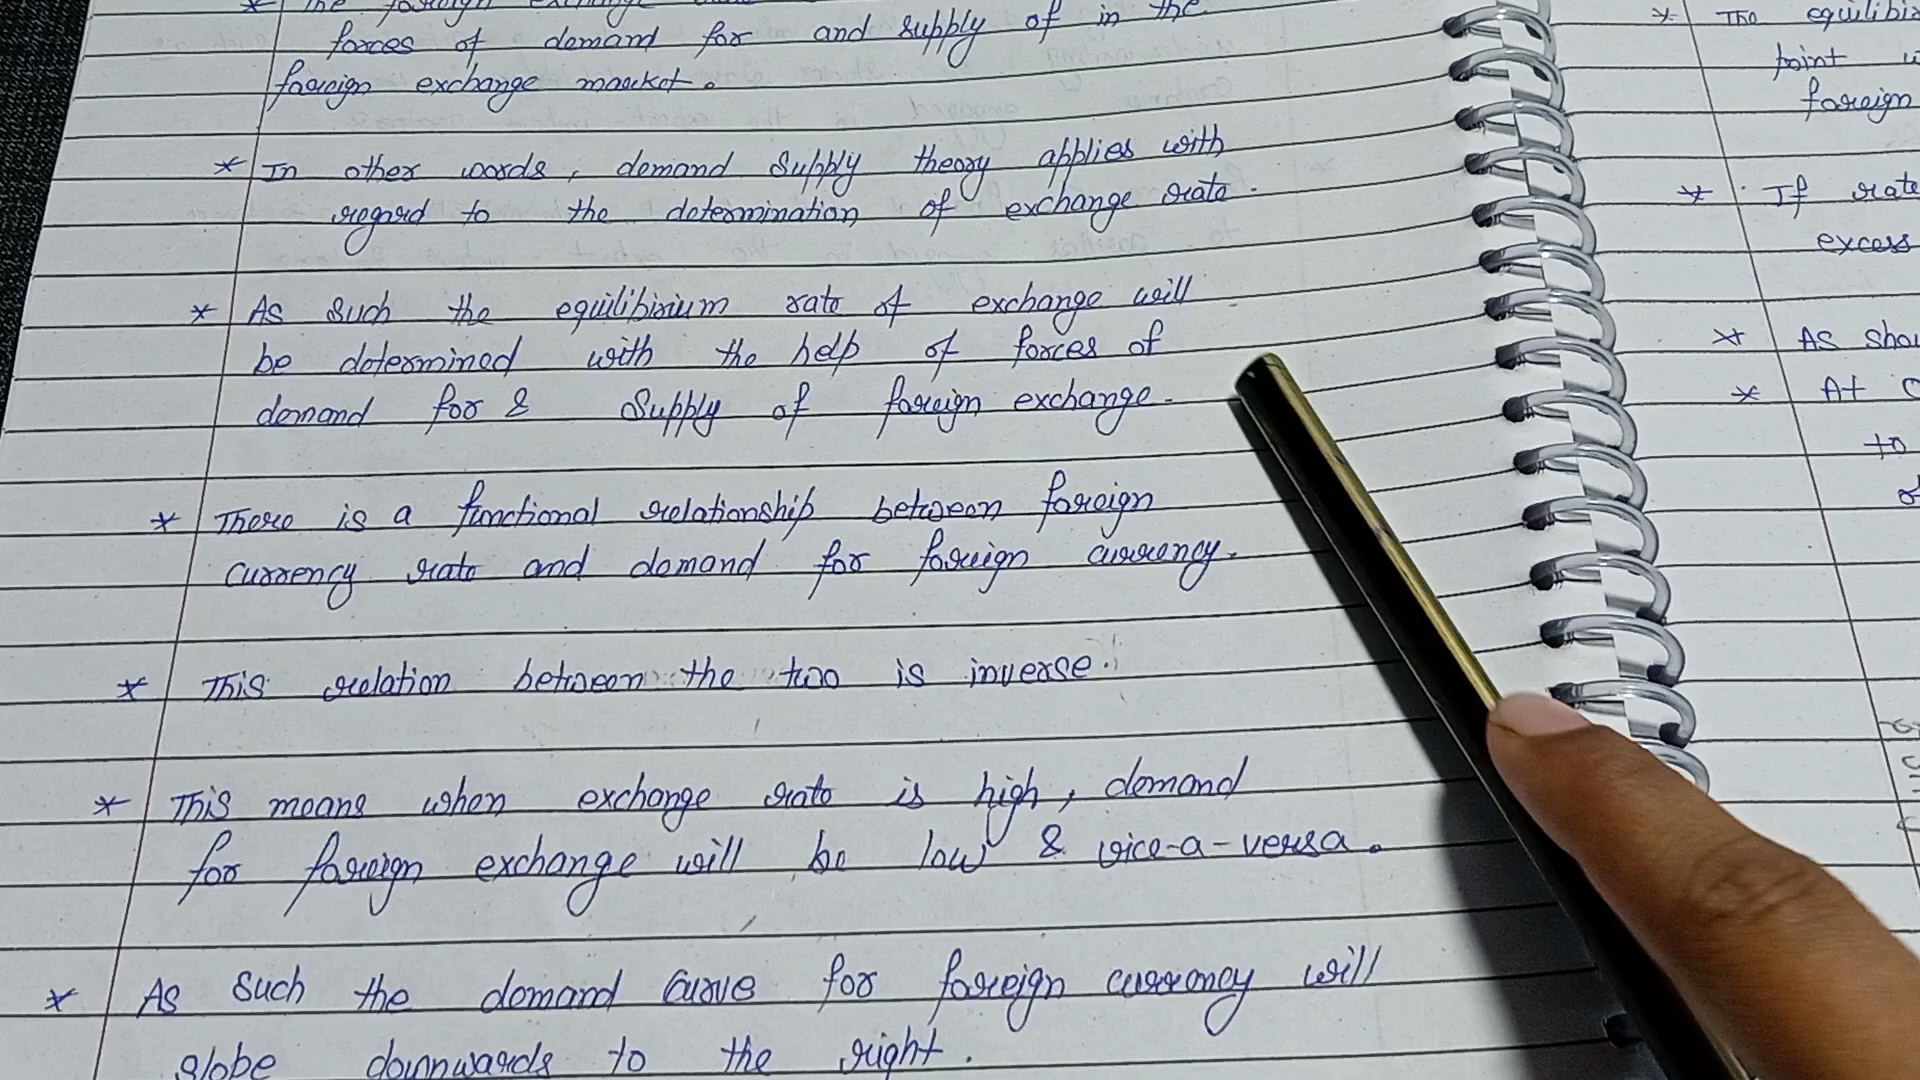 * The foreign exchange
forces of demand for and supply of in the
foreign exchange market.
* In other words, demand supply theory applies with
regard to the determination of exchange rate.
* As such the equilibrium rate of exchange will
be determined with the help of forces of
demand for & supply of foreign exchange.
* There is a functional relationship between foreign
currency rate and demand for foreign currency.
* This relation between the two is inverse.
* This means when exchange rate is high, demand
for foreign exchange will be low & vice-a-versa.
* As such the demand curve for foreign currency will
slobe downwards to the right.
* The
point
foreign
* If rate
excess
* As
* At
to
of